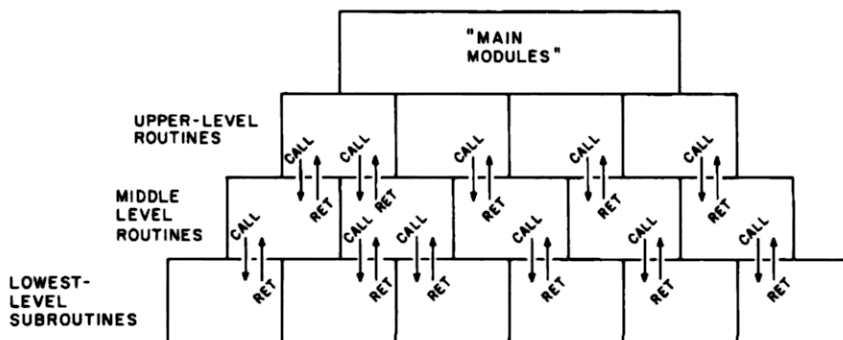 "MAIN
MODULES"
UPPER-LEVEL
ROUTINES
CALL
CALL
CALL
CALL
CALL
RET
RET
RET
RET
RET
MIDDLE
LEVEL
ROUTINES
CALL
CALL
CALL
CALL
CALL
CALL
RET
RET
RET
RET
RET
RET
LOWEST-
LEVEL
SUBROUTINES